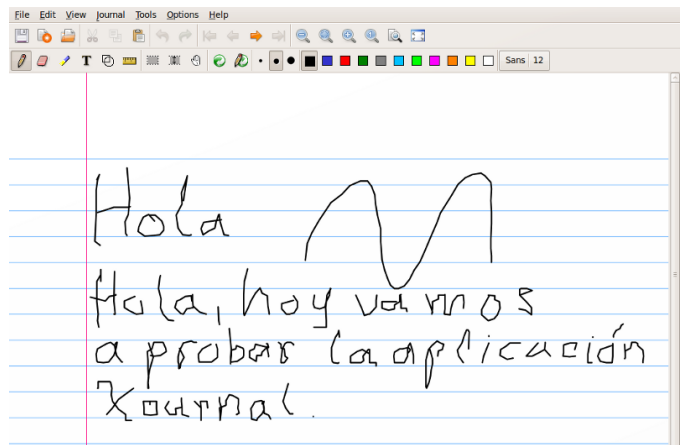 File Edit View Journal Tools Options Help
Sans 12
Hola
Hola, hoy vamos
a probar la aplicación
Xournal.